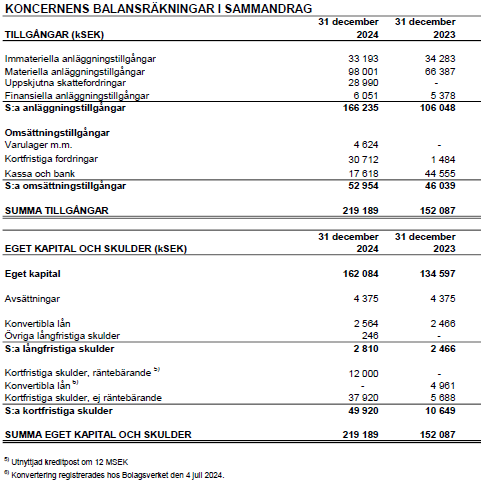 KONCERNENS BALANSRÄKNINGAR I SAMMANDRAG
31 december 31 december
TILLGÅNGAR (kSEK) 2024 2023
Immateriella anläggningstillgångar 33 193 34 283
Materiella anläggningstillgångar 98 001 66 387
Uppskjutna skattefordringar 28 990 -
Finansiella anläggningstillgångar 6 051 5 378
S:a anläggningstillgångar 166 235 106 048
Omsättningstillgångar
Varulager m.m. 4 624 -
Kortfristiga fordringar 30 712 1 484
Kassa och bank 17 618 44 555
S:a omsättningstillgångar 52 954 46 039
SUMMA TILLGÅNGAR 219 189 152 087
31 december 31 december
EGET KAPITAL OCH SKULDER (kSEK) 2024 2023
Eget kapital 162 084 134 597
Avsättningar 4 375 4 375
Konvertibla lån 2 564 2 466
Övriga långfristiga skulder 246 -
S:a långfristiga skulder 2 810 2 466
Kortfristiga skulder, räntebärande 5) 12 000 -
Konvertibla lån 6) - 4 961
Kortfristiga skulder, ej räntebärande 37 920 5 688
S:a kortfristiga skulder 49 920 10 649
SUMMA EGET KAPITAL OCH SKULDER 219 189 152 087
5) Utnyttjad kreditpost om 12 MSEK
6) Konvertering registrerades hos Bolagsverket den 4 juli 2024.